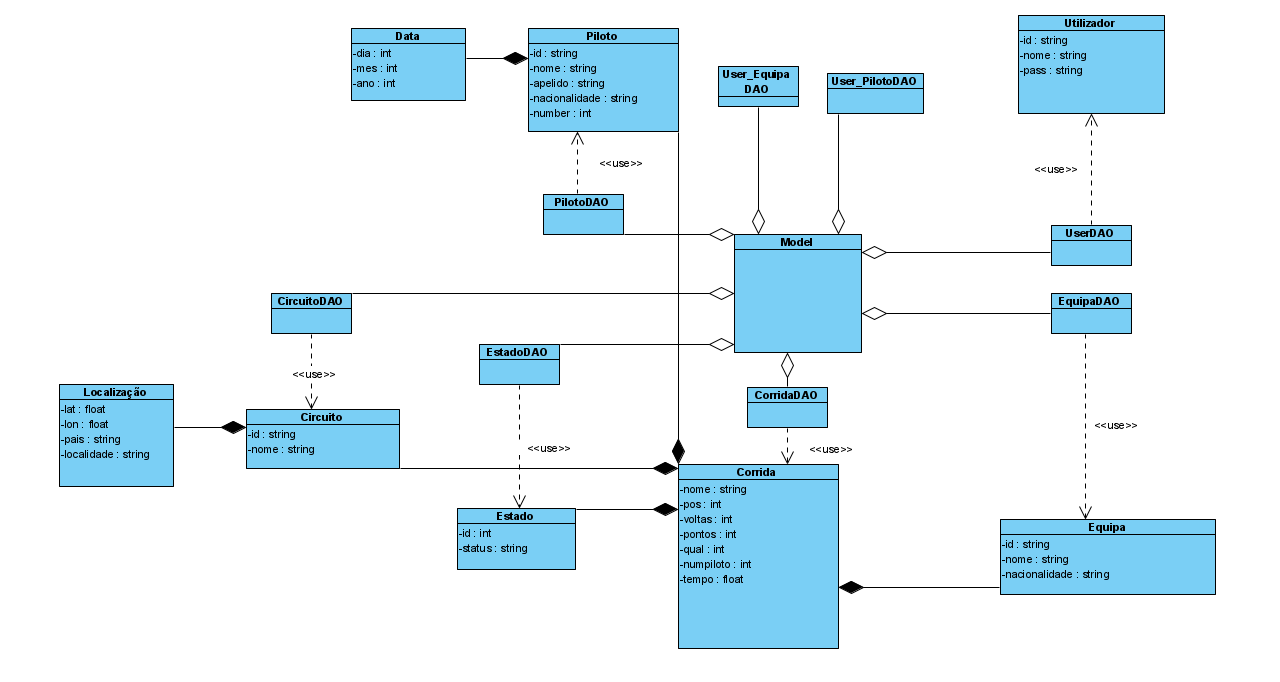 Data
-dia : int
-mes : int
-ano : int
Piloto
-id : string
-nome : string
-apelido : string
-nacionalidade : string
-number : int
User_Equipa
DAO
User_PilotoDAO
Utilizador
-id : string
-nome : string
-pass : string
<<use>>
<<use>>
PilotoDAO
Model
UserDAO
CircuitoDAO
EquipaDAO
EstadoDAO
<<use>>
CorridaDAO
Localização
-lat : float
-lon : float
-pais : string
-localidade : string
Circuito
-id : string
-nome : string
<<use>>
<<use>>
<<use>>
Estado
-id : int
-status : string
Corrida
-nome : string
-pos : int
-voltas : int
-pontos : int
-qual : int
-numpiloto : int
-tempo : float
Equipa
-id : string
-nome : string
-nacionalidade : string